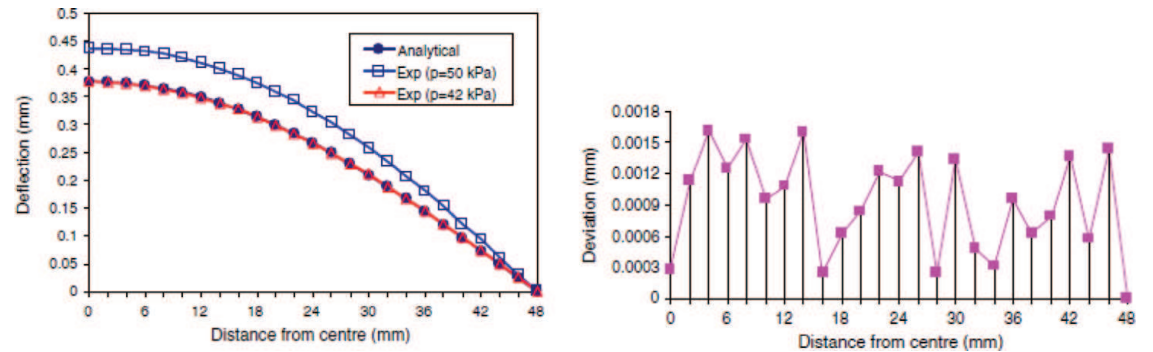 0.5
0.45
0.4
0.35
0.3
0.25
0.2
0.15
0.1
0.05
0
Deflection (mm)
Analytical
Exp (p=50 kPa)
Exp (p=42 kPa)
0 6 12 18 24 30 36 42 48
Distance from centre (mm)
0.0018
0.0015
0.0012
0.0009
0.0006
0.0003
0
Deviation (mm)
0 6 12 18 24 30 36 42 48
Distance from centre (mm)